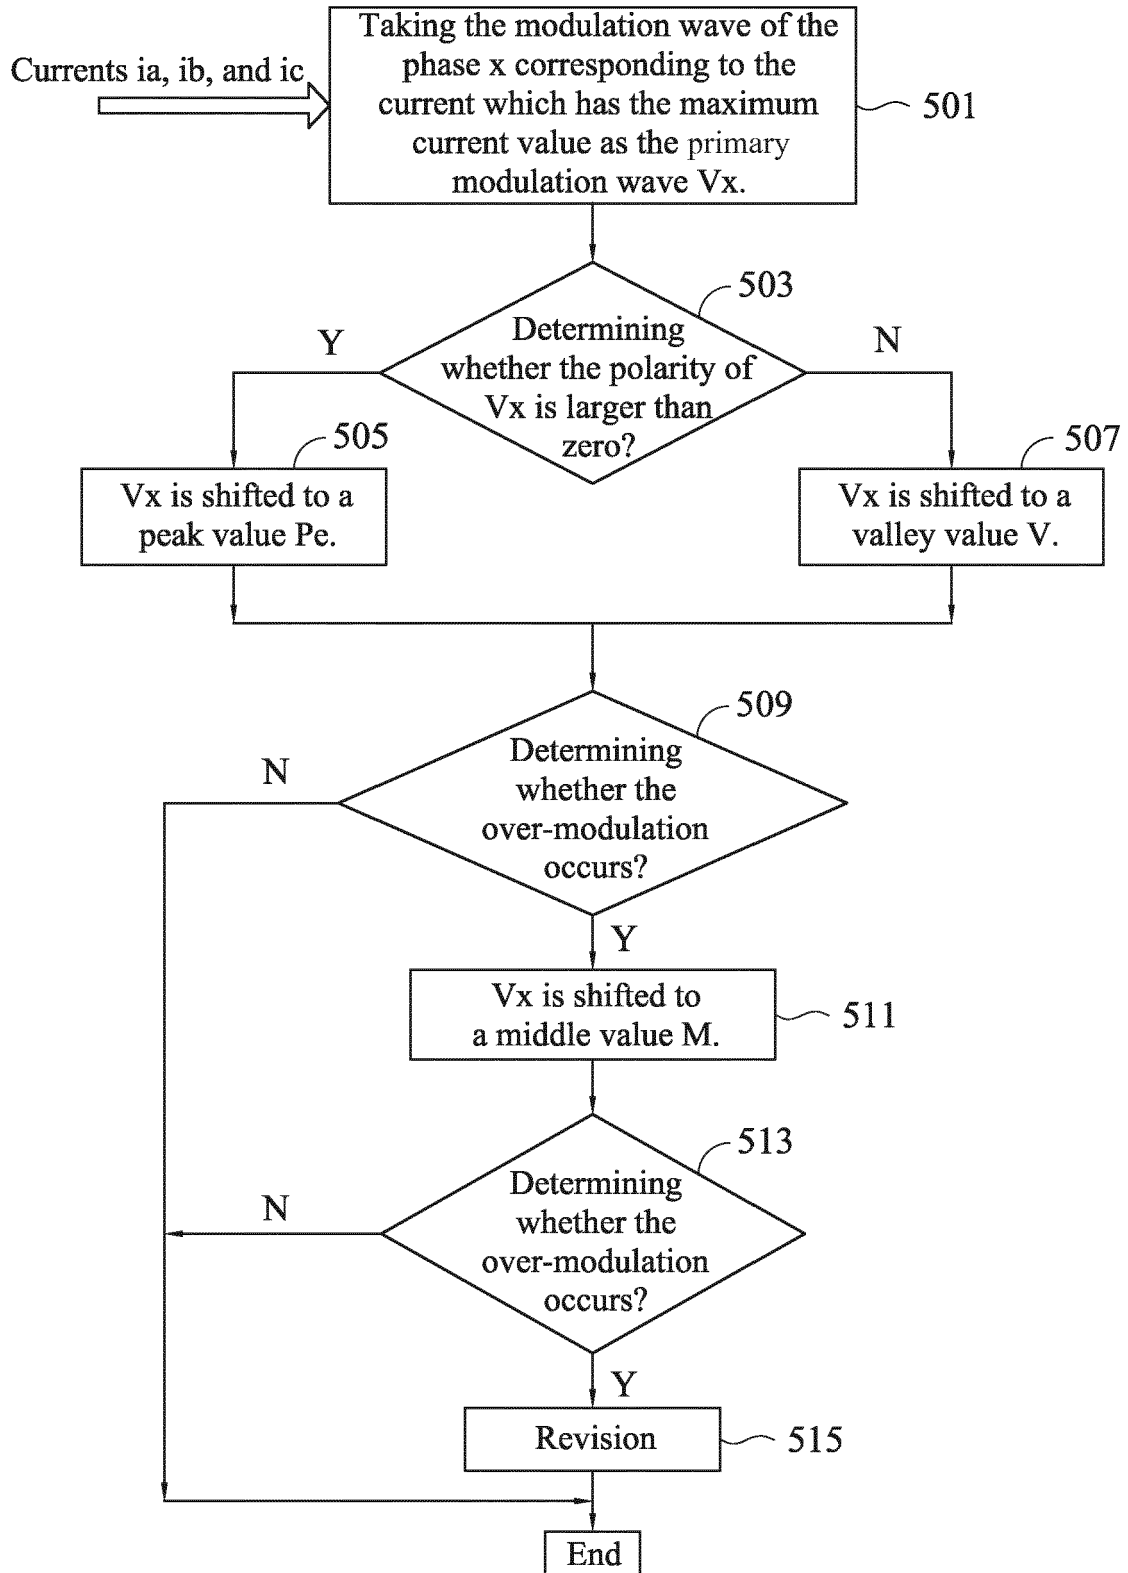 Currents ia, ib, and ic
Taking the modulation wave of the
phase x corresponding to the
current which has the maximum
current value as the primary
modulation wave Vx.
501
503
Determining
whether the polarity of
Vx is larger than
zero?
Y
N
505
507
Vx is shifted to a
peak value Pe.
Vx is shifted to a
valley value V.
509
Determining
whether the
over-modulation
occurs?
N
Y
Vx is shifted to
a middle value M.
511
513
Determining
whether the
over-modulation
occurs?
N
Y
Revision
515
End